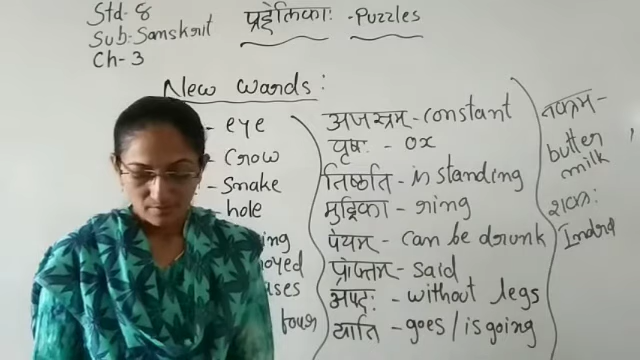 Std-8
Sub:Sanskrit
Ch-3
प्रहेलिकाः - Puzzles
New words:
- eye
- Crow
- Snake
- hole
four
अजस्रम् - constant
वृषः - ox
तिष्ठति - is standing
मुद्रिका - ring
पेयम् - can be drunk
प्रोक्तम् - said
अपदः - without legs
याति - goes/is going
तक्रम् -
butter
milk
शक्रः
Indra